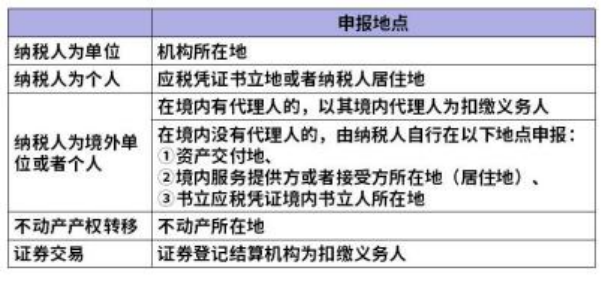 申报地点
纳税人为单位
机构所在地
纳税人为个人
应税凭证书立地或者纳税人居住地
纳税人为境外单
位或者个人
在境内有代理人的，以其境内代理人为扣缴义务人
在境内没有代理人的，由纳税人自行在以下地点申报：
①资产交付地、
②境内服务提供方或者接受方所在地（居住地）、
③书立应税凭证境内书立人所在地
不动产产权转移
不动产所在地
证券交易
证券登记结算机构为扣缴义务人